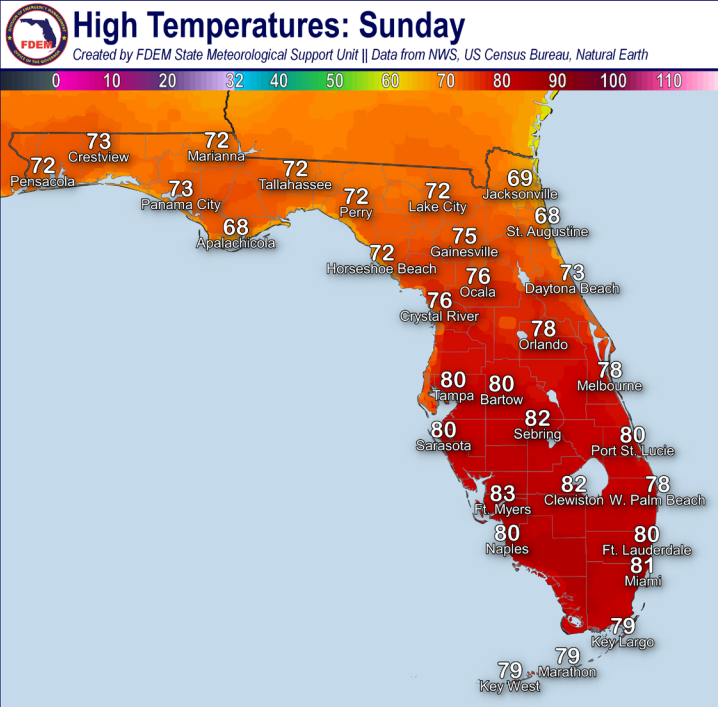 High Temperatures: Sunday
Created by FDEM State Meteorological Support Unit || Data from NWS, US Census Bureau, Natural Earth
FDEM
0 10 20 32 40 50 60 70 80 90 100 110
73
Crestview
72
Marianna
72
Pensacola
72
Tallahassee
73
Panama City
69
Jacksonville
72
Perry
72
Lake City
68
Apalachicola
68
St. Augustine
75
Gainesville
72
Horseshoe Beach
76
Ocala
73
Daytona Beach
76
Crystal River
78
Orlando
78
Melbourne
80
Tampa
80
Bartow
82
Sebring
80
Sarasota
80
Port St. Lucie
83
Ft. Myers
82
Clewiston
78
W. Palm Beach
80
Naples
80
Ft. Lauderdale
81
Miami
79
Key Largo
79
Marathon
79
Key West